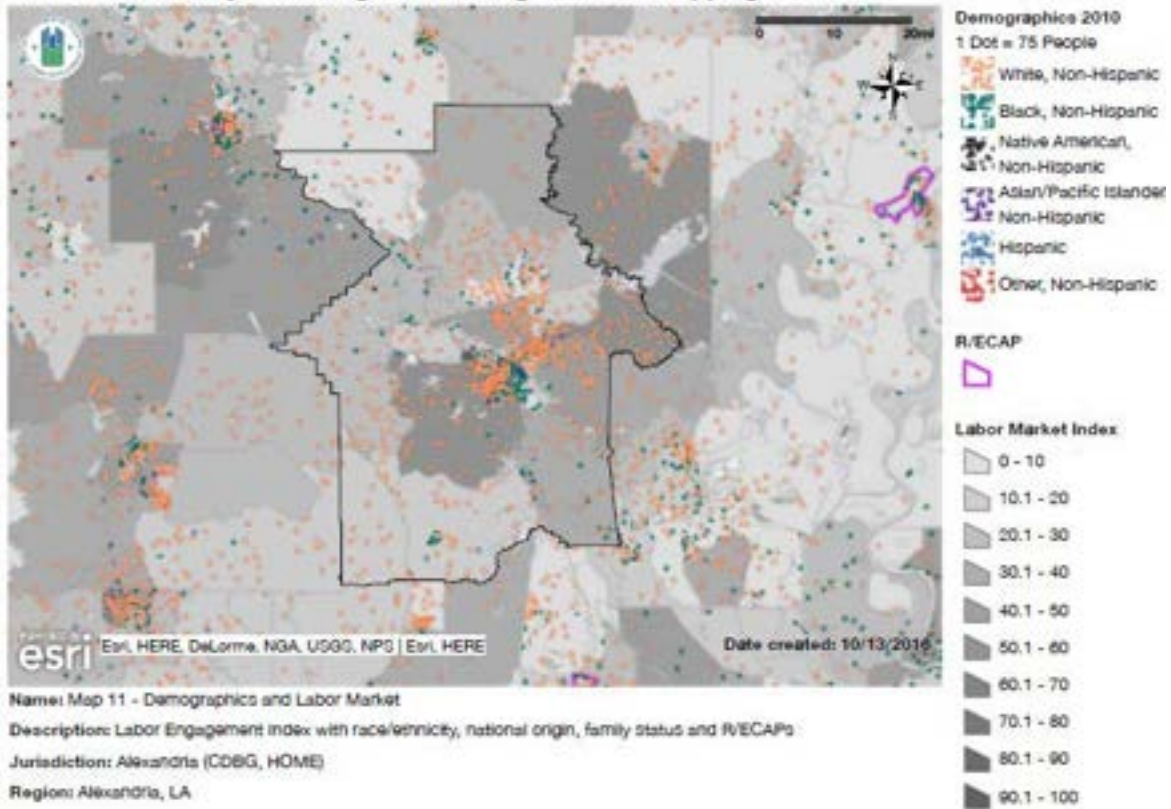 0 10 20mi
N
W
Demographics 2010
1 Dot = 75 People
White, Non-Hispanic
Black, Non-Hispanic
Native American,
Non-Hispanic
Asian/Pacific Islander
Non-Hispanic
Hispanic
Other, Non-Hispanic
R/ECAP
Labor Market Index
0 - 10
10.1 - 20
20.1 - 30
30.1 - 40
40.1 - 50
50.1 - 60
60.1 - 70
70.1 - 80
80.1 - 90
90.1 - 100
esri
Esri, HERE, DeLorme, NGA, USGS, NPS | Esri, HERE
Date created: 10/13/2016
Name: Map 11 - Demographics and Labor Market
Description: Labor Engagement Index with race/ethnicity, national origin, family status and R/ECAPs
Jurisdiction: Alexandria (CDBG, HOME)
Region: Alexandria, LA